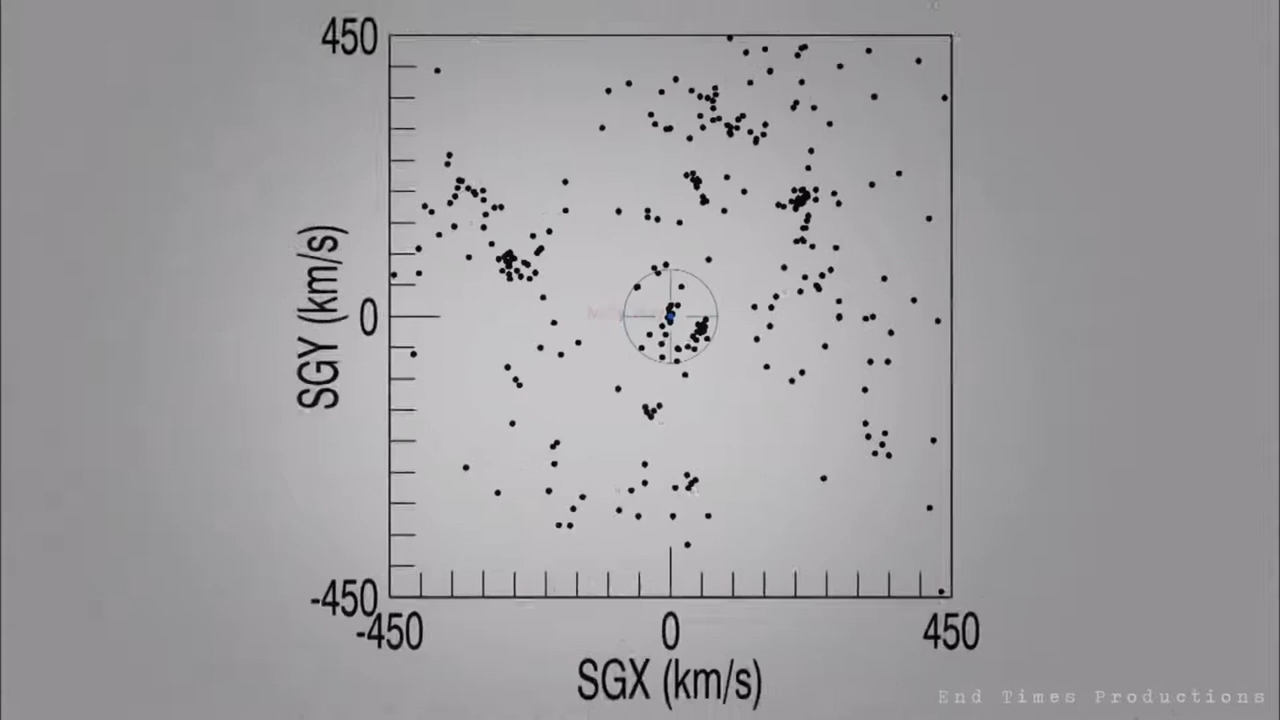 450
SGY (km/s)
0
-450
-450 0 450
SGX (km/s)
End Times Productions